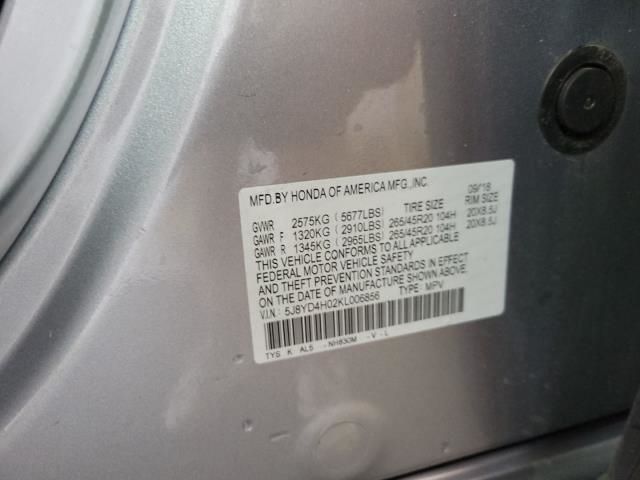 MFD.BY HONDA OF AMERICA MFG.,INC. 09/18
TIRE SIZE RIM SIZE
GVWR 2575KG (5677LBS)
GAWR F 1320KG (2910LBS) 265/45R20 104H 20X8.5J
GAWR R 1345KG (2965LBS) 265/45R20 104H 20X8.5J
THIS VEHICLE CONFORMS TO ALL APPLICABLE
FEDERAL MOTOR VEHICLE SAFETY
AND THEFT PREVENTION STANDARDS IN EFFECT
ON THE DATE OF MANUFACTURE SHOWN ABOVE.
V.I.N.: 5J8YD4H02KL006856 TYPE: MPV
TYS K AL5 -NH830M -V-L